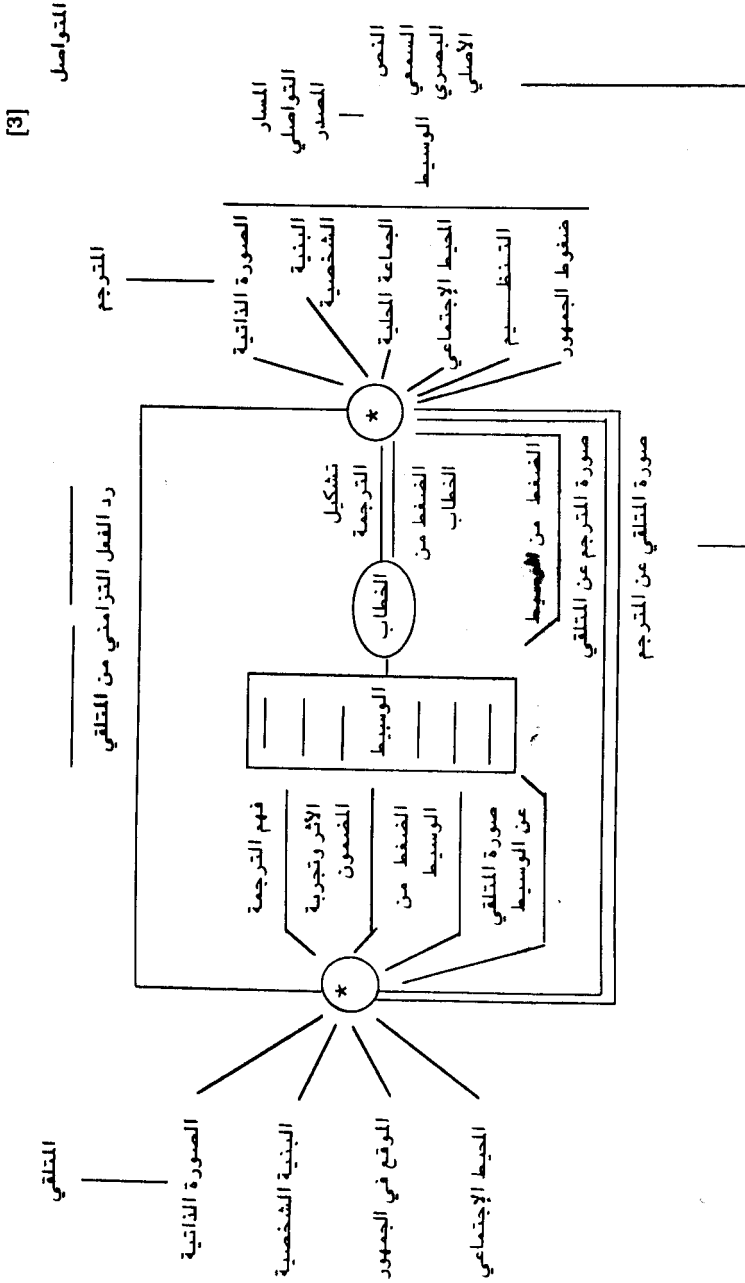 [3]
المتواصل
المترجم
المتلقي
رد الفعل التزامني من المتلقي
المسار
التواصلي
المصدر
النص
السمعي
البصري
الأصلي
الوسيط
الصورة الذاتية
البنية
الشخصية
الجماعة المحلية
المحيط الإجتماعي
التنظيم
ضغوط الجمهور
*
تشكيل
الترجمة
الضغط من
الخطاب
الضغط من الوسيط
صورة المترجم عن المتلقي
صورة المتلقي عن المترجم
الخطاب
الوسيط
فهم الترجمة
الأثر وتجربة
المضمون
الضغط من
الوسيط
صورة المتلقي
عن الوسيط
*
الصورة الذاتية
البنية الشخصية
الموقع في الجمهور
المحيط الإجتماعي